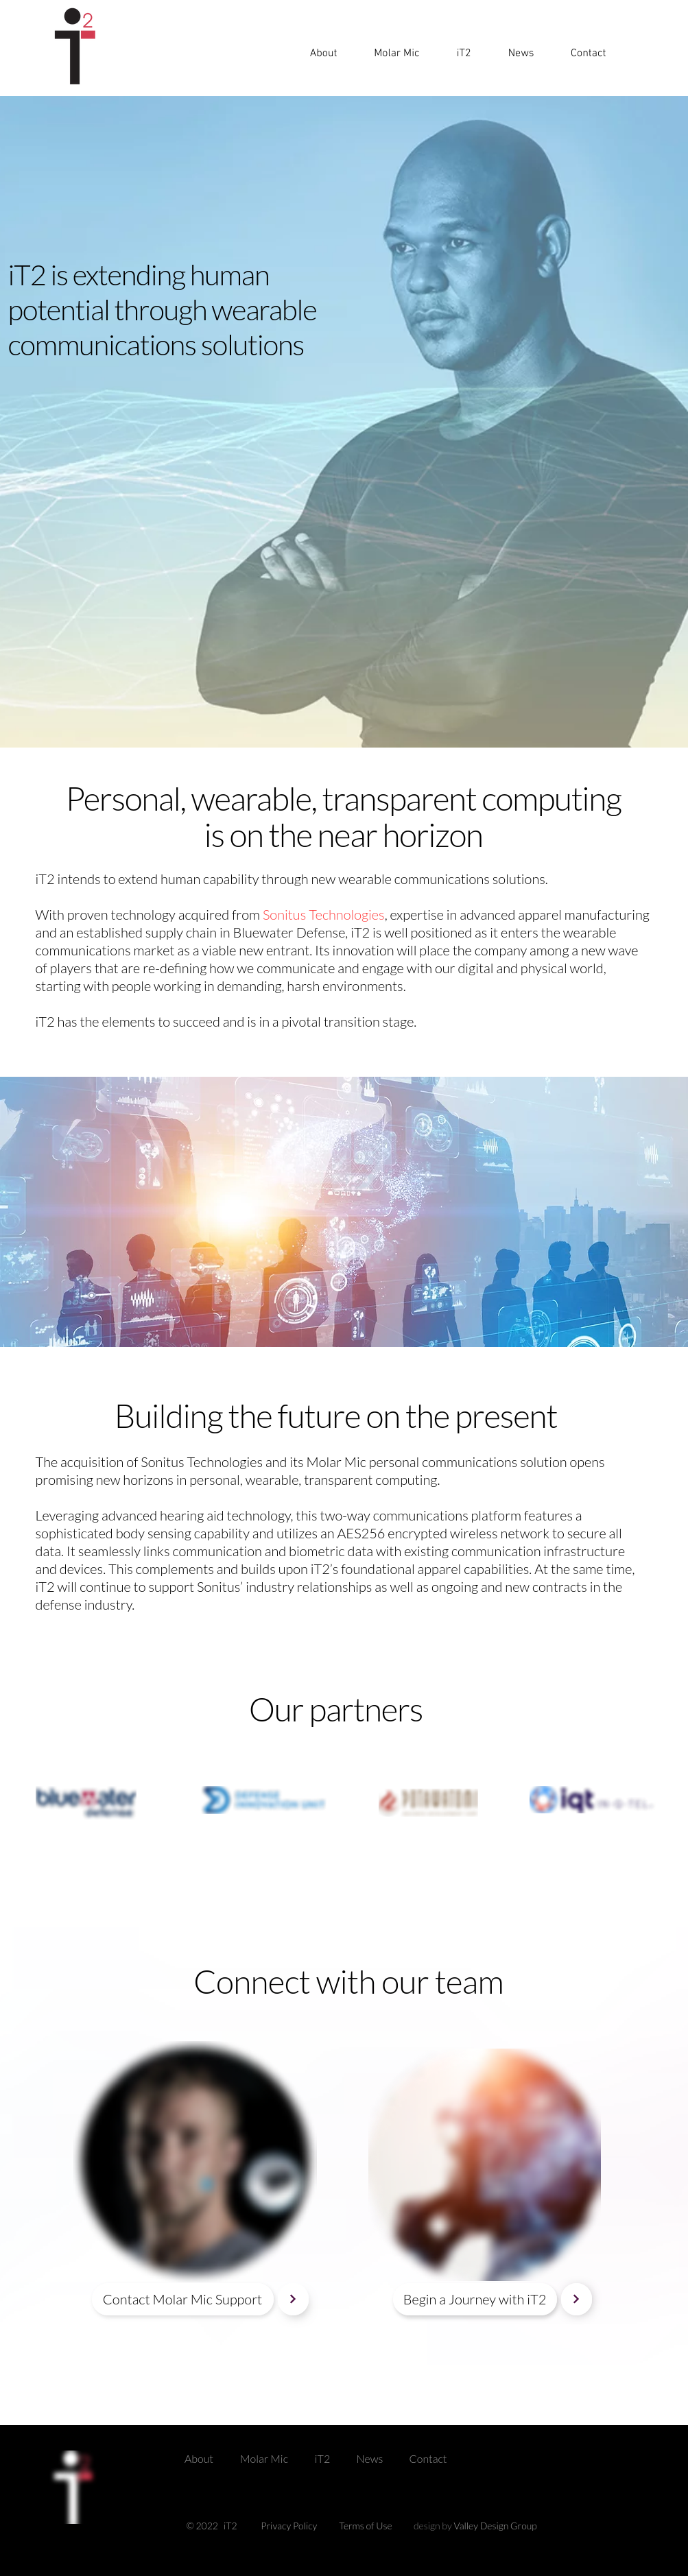 2
About
Molar Mic
iT2
News
Contact
iT2 is extending human
potential through wearable
communications solutions
Personal, wearable, transparent computing
is on the near horizon
iT2 intends to extend human capability through new wearable communications solutions.
With proven technology acquired from Sonitus Technologies, expertise in advanced apparel manufacturing
and an established supply chain in Bluewater Defense, iT2 is well positioned as it enters the wearable
communications market as a viable new entrant. Its innovation will place the company among a new wave
of players that are re-defining how we communicate and engage with our digital and physical world,
starting with people working in demanding, harsh environments.
iT2 has the elements to succeed and is in a pivotal transition stage.
Building the future on the present
The acquisition of Sonitus Technologies and its Molar Mic personal communications solution opens
promising new horizons in personal, wearable, transparent computing.
Leveraging advanced hearing aid technology, this two-way communications platform features a
sophisticated body sensing capability and utilizes an AES256 encrypted wireless network to secure all
data. It seamlessly links communication and biometric data with existing communication infrastructure
and devices. This complements and builds upon iT2’s foundational apparel capabilities. At the same time,
iT2 will continue to support Sonitus’ industry relationships as well as ongoing and new contracts in the
defense industry.
Our partners
bluewater
defense
DEFENSE
INNOVATION UNIT
POTAWATOMI
iqt
IN-Q-TEL
Connect with our team
Contact Molar Mic Support
Begin a Journey with iT2
About
Molar Mic
iT2
News
Contact
© 2022 iT2
Privacy Policy
Terms of Use
design by Valley Design Group